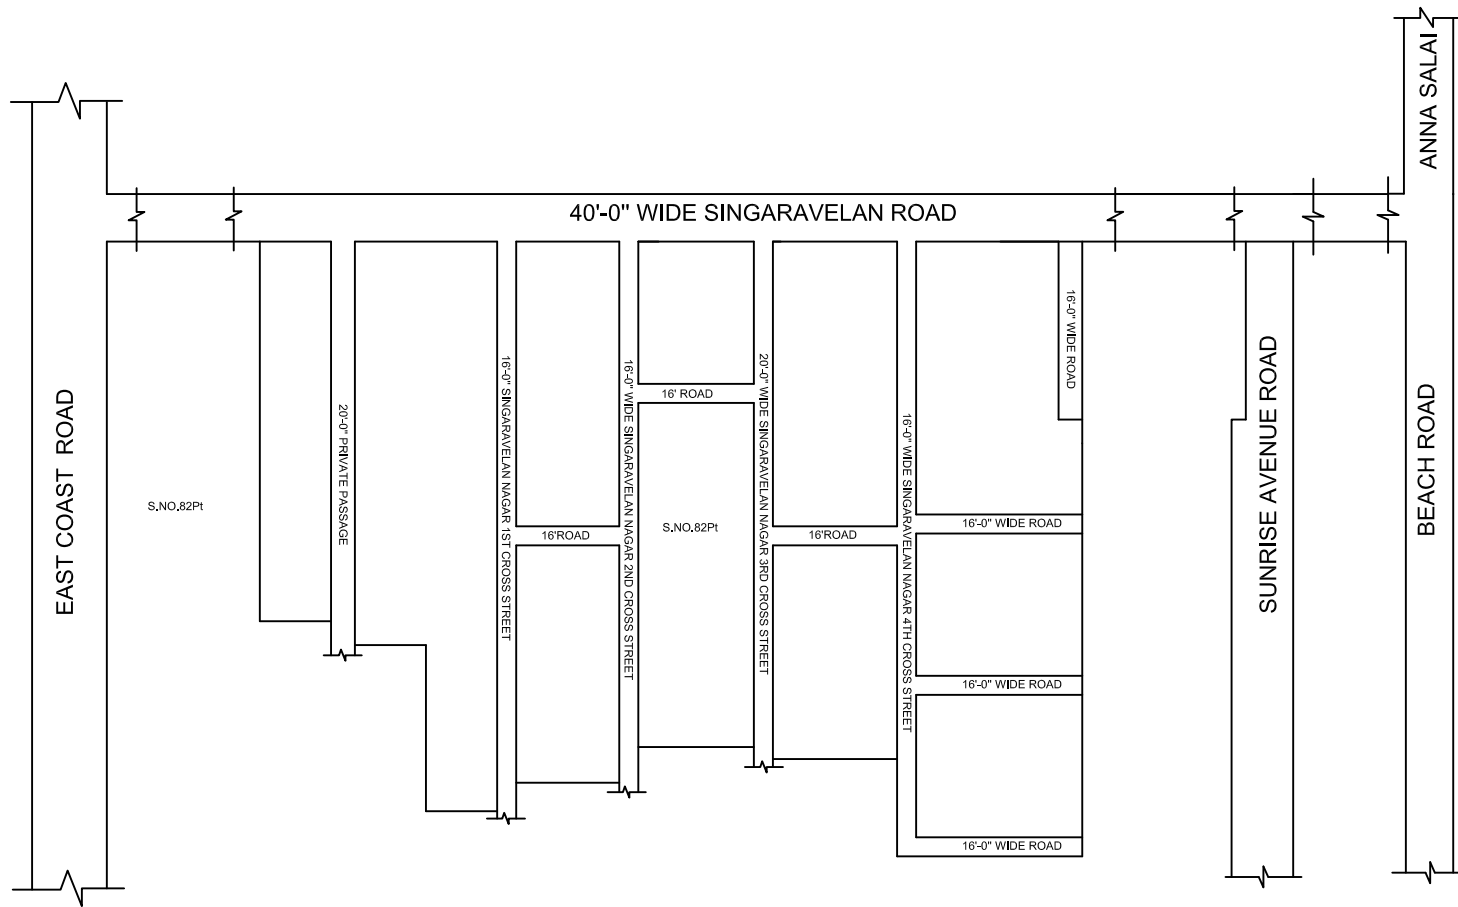 ANNA SALAI
40'-0" WIDE SINGARAVELAN ROAD
EAST COAST ROAD
S.NO.82Pt
20'-0" PRIVATE PASSAGE
16'-0" SINGARAVELAN NAGAR 1ST CROSS STREET
16'ROAD
16'-0" WIDE SINGARAVELAN NAGAR 2ND CROSS STREET
16' ROAD
S.NO.82Pt
20'-0" WIDE SINGARAVELAN NAGAR 3RD CROSS STREET
16'ROAD
16'-0" WIDE SINGARAVELAN NAGAR 4TH CROSS STREET
16'-0" WIDE ROAD
16'-0" WIDE ROAD
16'-0" WIDE ROAD
16'-0" WIDE ROAD
SUNRISE AVENUE ROAD
BEACH ROAD